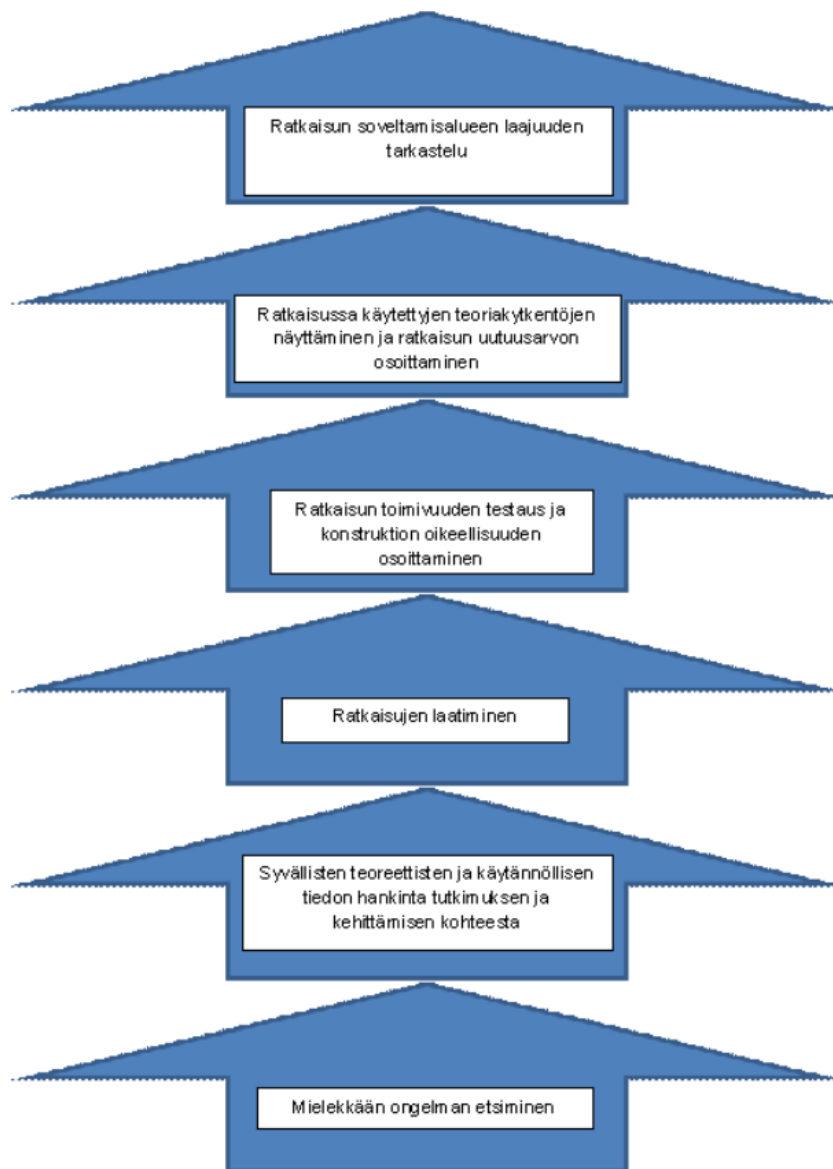 Ratkaisun soveltamisalueen laajuuden
tarkastelu
Ratkaisussa käytettyjen teoriakytkentöjen
näyttäminen ja ratkaisun uutuusarvon
osoittaminen
Ratkaisun toimivuuden testaus ja
konstruktion oikeellisuuden
osoittaminen
Ratkaisujen laatiminen
Syvällisten teoreettisten ja käytännöllisen
tiedon hankinta tutkimuksen ja
kehittämisen kohteesta
Mielekkään ongelman etsiminen